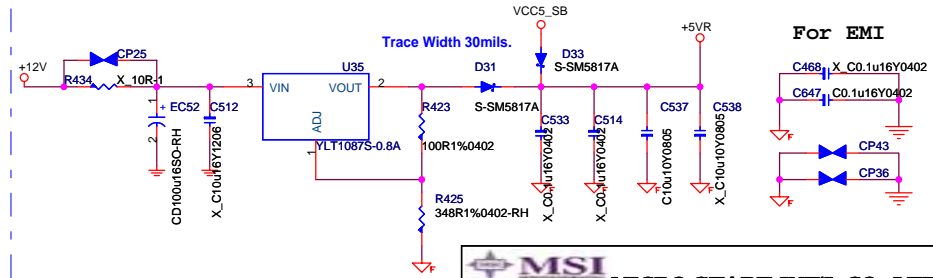 VCC5_SB
+5VR
For EMI
Trace Width 30mils.
CP25
D33
S-SM5817A
+12V
R434
X_10R-1
U35
D31
S-SM5817A
C468
X_C0.1u16Y0402
C647
C0.1u16Y0402
3
VIN
VOUT
2
ADJ
1
YLT1087S-0.8A
1
+
2
EC52
CD100u16SO-RH
C512
X_C10u16Y1206
R423
100R1%0402
C533
X_C0.1u16Y0402
C514
X_C0.1u16Y0402
C537
C10u10Y0805
C538
X_C10u10Y0805
F
F
F
F
F
CP43
CP36
F
R425
348R1%0402-RH
F
MSI